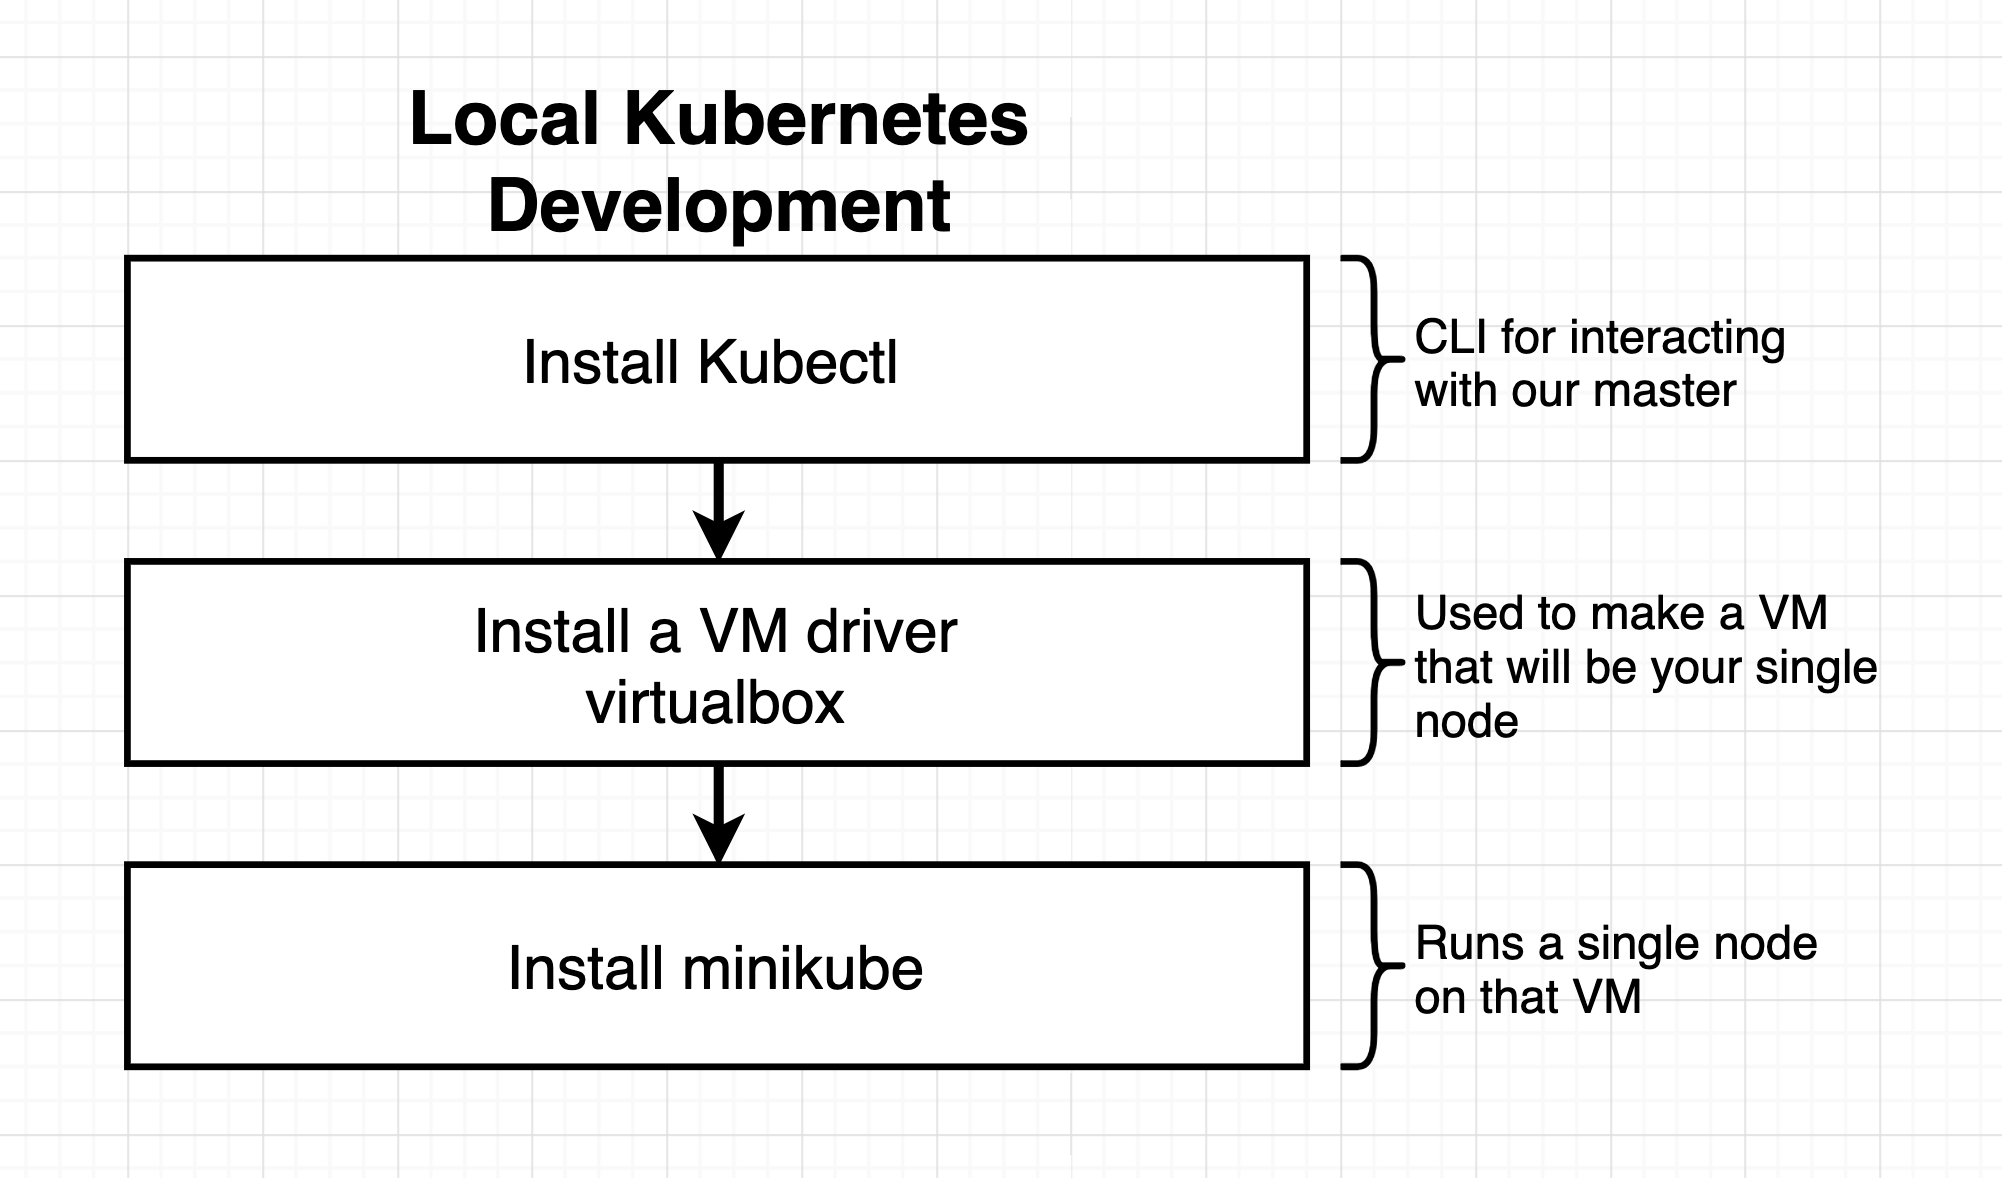 Local Kubernetes
Development
Install Kubectl
CLI for interacting
with our master
Install a VM driver
virtualbox
Used to make a VM
that will be your single
node
Install minikube
Runs a single node
on that VM